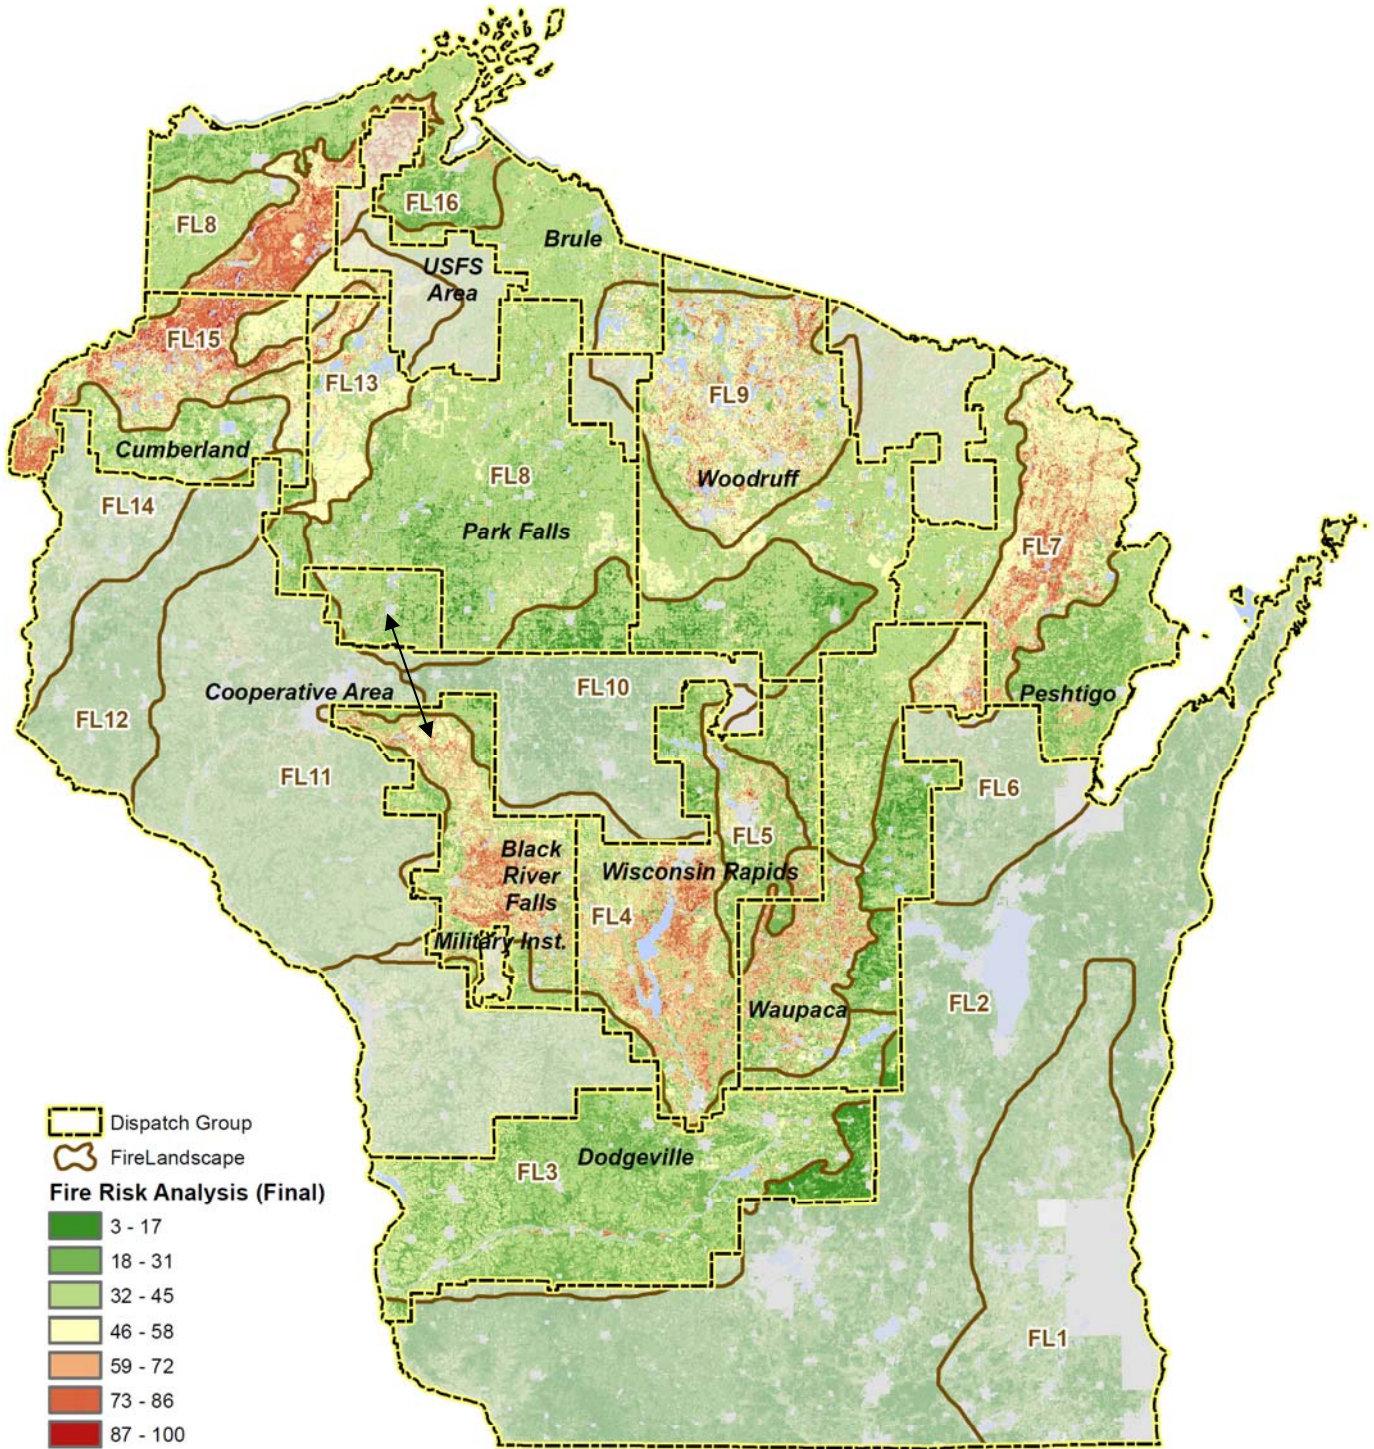 FL16
FL8
Brule
USFS
Area
FL15
FL13
FL9
Cumberland
FL8
Woodruff
FL14
Park Falls
FL7
Cooperative Area
FL10
Peshtigo
FL12
FL11
FL6
FL5
Black
River
Falls
Wisconsin Rapids
FL4
Military Inst.
FL2
Waupaca
Dispatch Group
FireLandscape
Dodgeville
FL3
Fire Risk Analysis (Final)
3 - 17
18 - 31
32 - 45
46 - 58
59 - 72
73 - 86
87 - 100
FL1